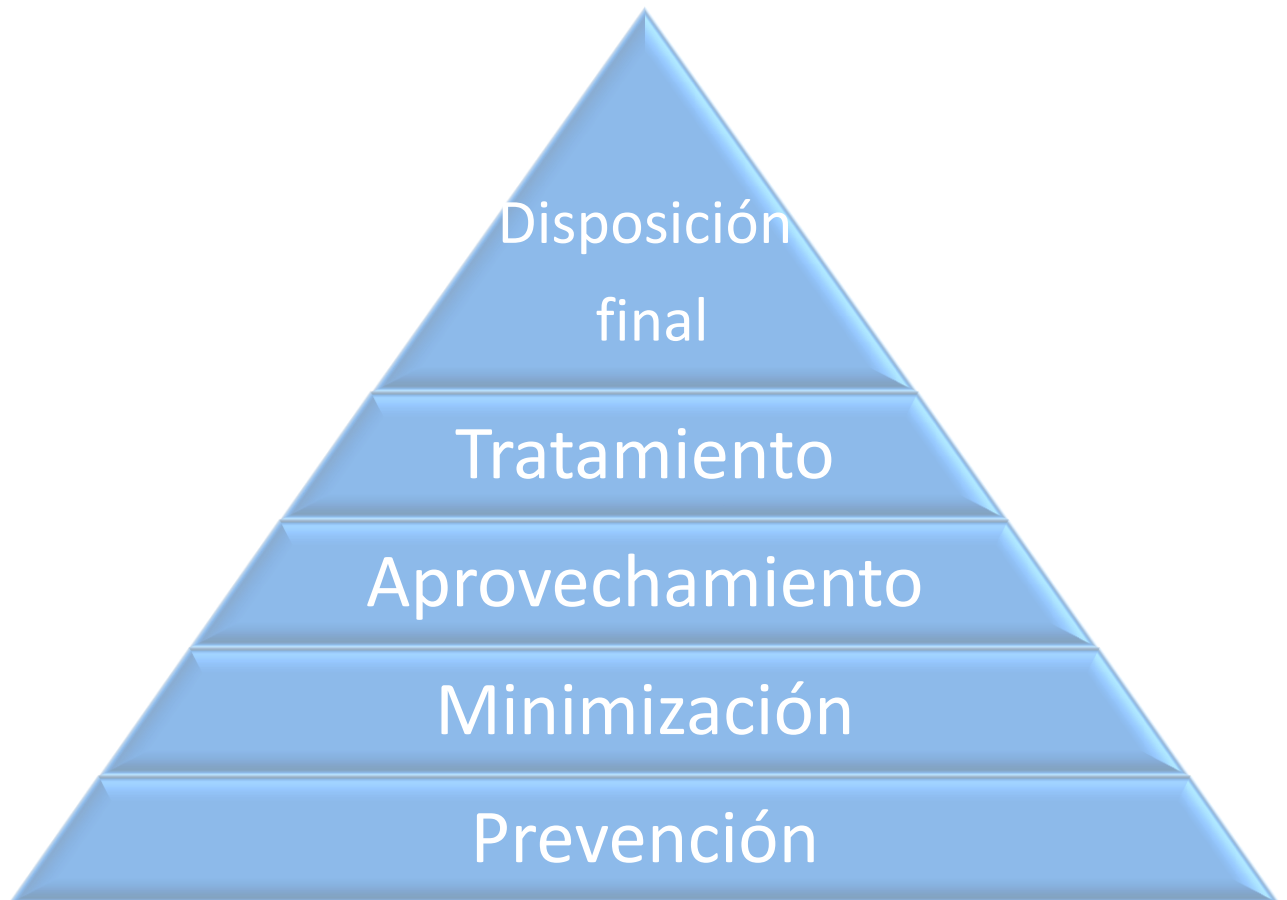 Disposición
final
Tratamiento
Aprovechamiento
Minimización
Prevención